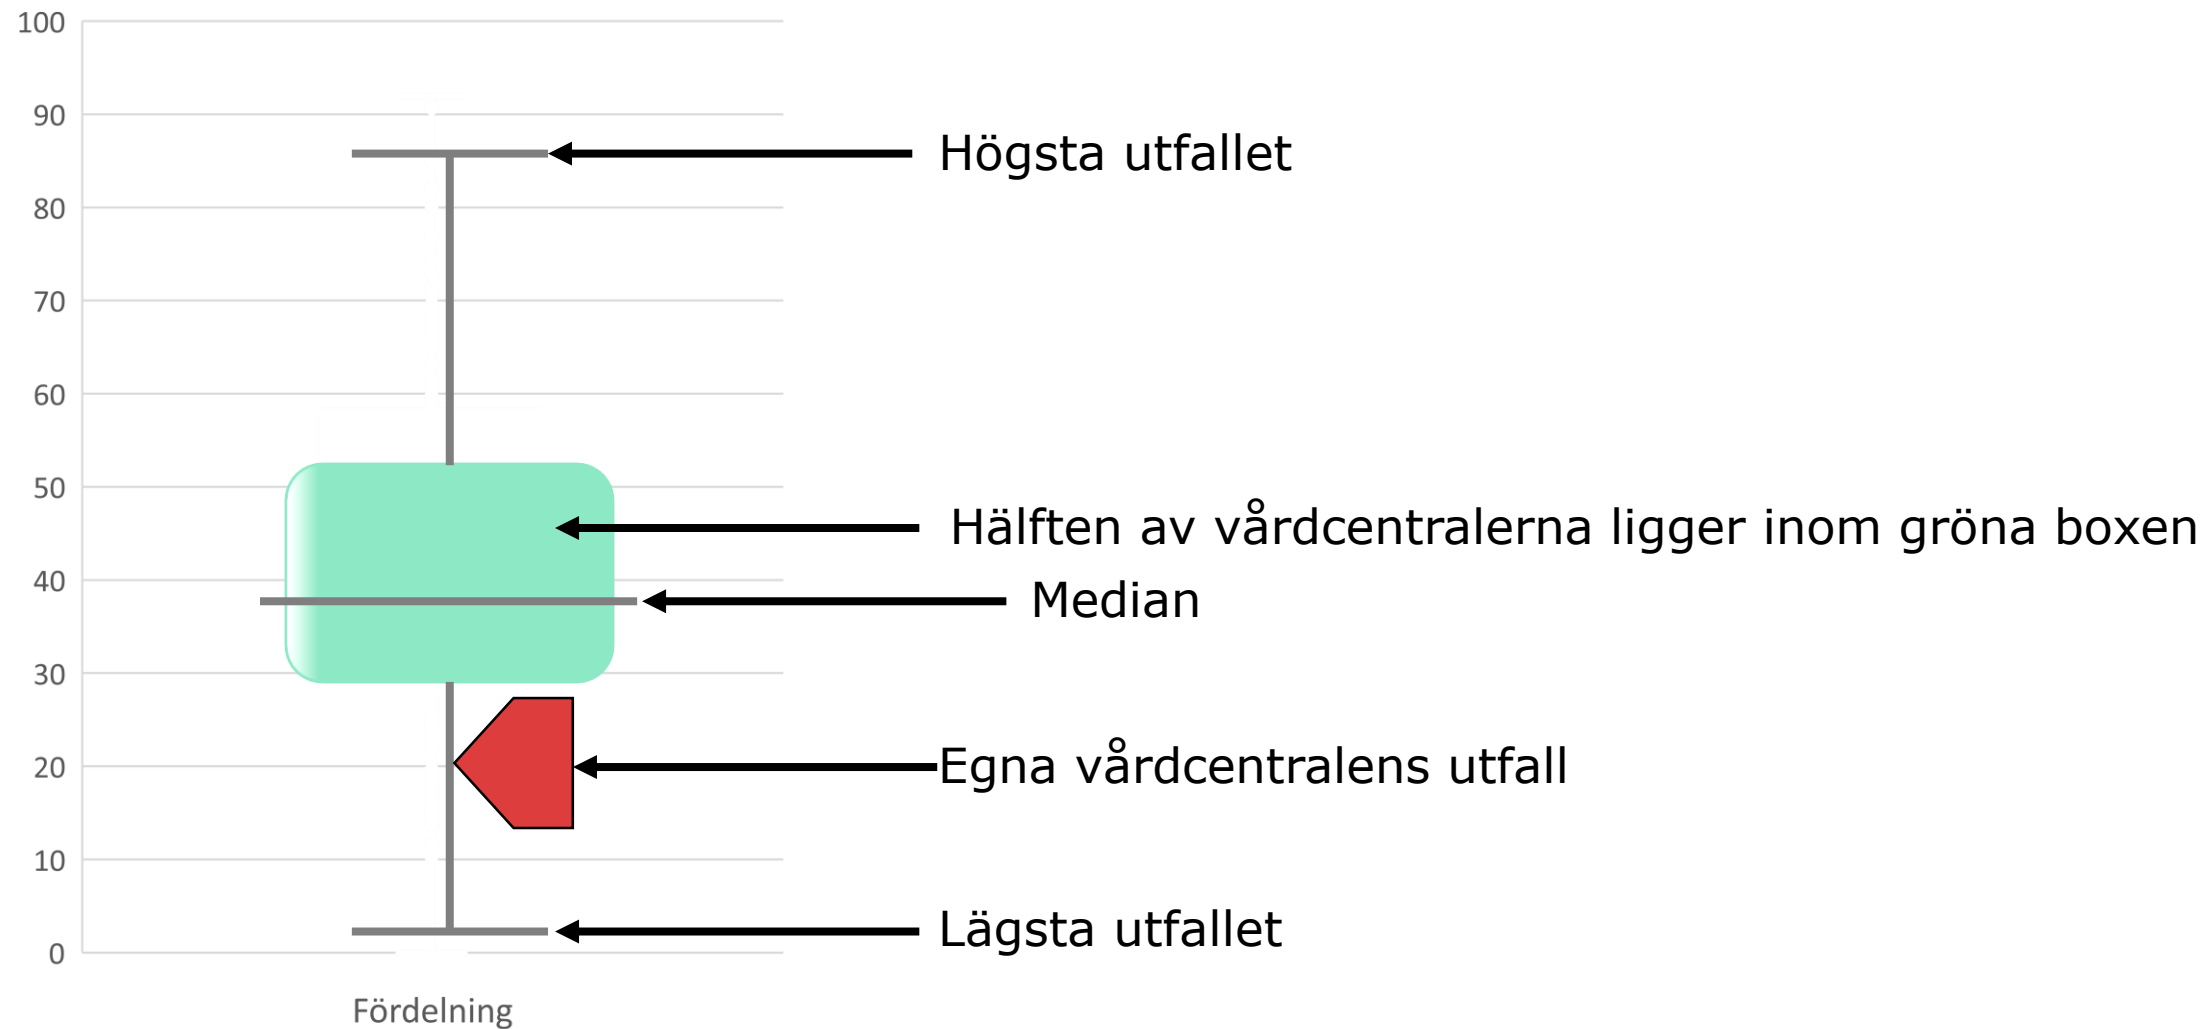 100
90
Högsta utfallet
80
70
60
50
Hälften av vårdcentralerna ligger inom gröna boxen
40
Median
30
20
Egna vårdcentralens utfall
10
Lägsta utfallet
0
Fördelning